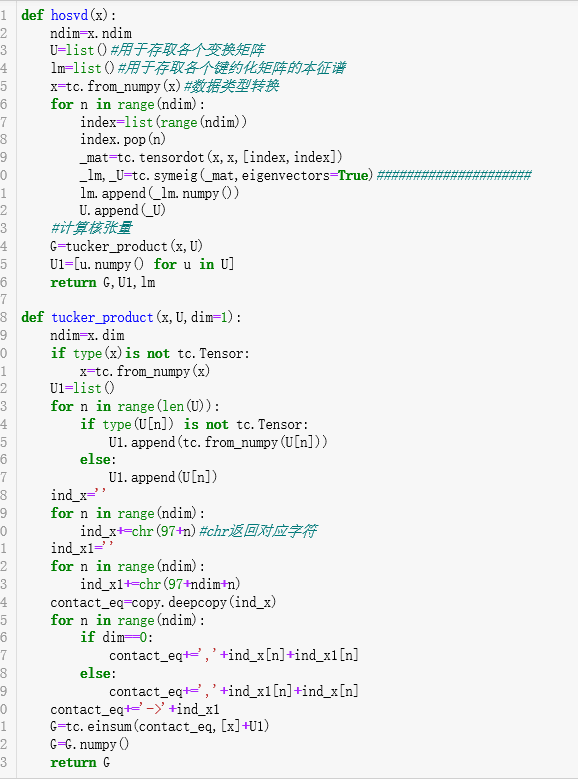 1 def hosvd(x):
2     ndim=x.ndim
3     U=list()#用于存取各个变换矩阵
4     lm=list()#用于存取各个键约化矩阵的本征谱
5     x=tc.from_numpy(x)#数据类型转换
6     for n in range(ndim):
7         index=list(range(ndim))
8         index.pop(n)
9         _mat=tc.tensordot(x,x,[index,index])
0         _lm,_U=tc.symeig(_mat,eigenvectors=True)#####################
1         lm.append(_lm.numpy())
2         U.append(_U)
3     #计算核张量
4     G=tucker_product(x,U)
5     U1=[u.numpy() for u in U]
6     return G,U1,lm
7
8 def tucker_product(x,U,dim=1):
9     ndim=x.dim
0     if type(x)is not tc.Tensor:
1         x=tc.from_numpy(x)
2     U1=list()
3     for n in range(len(U)):
4         if type(U[n]) is not tc.Tensor:
5             U1.append(tc.from_numpy(U[n]))
6         else:
7             U1.append(U[n])
8     ind_x=''
9     for n in range(ndim):
0         ind_x+=chr(97+n)#chr返回对应字符
1     ind_x1=''
2     for n in range(ndim):
3         ind_x1+=chr(97+ndim+n)
4     contact_eq=copy.deepcopy(ind_x)
5     for n in range(ndim):
6         if dim==0:
7             contact_eq+=','+ind_x[n]+ind_x1[n]
8         else:
9             contact_eq+=','+ind_x1[n]+ind_x[n]
0     contact_eq+='->'+ind_x1
1     G=tc.einsum(contact_eq,[x]+U1)
2     G=G.numpy()
3     return G